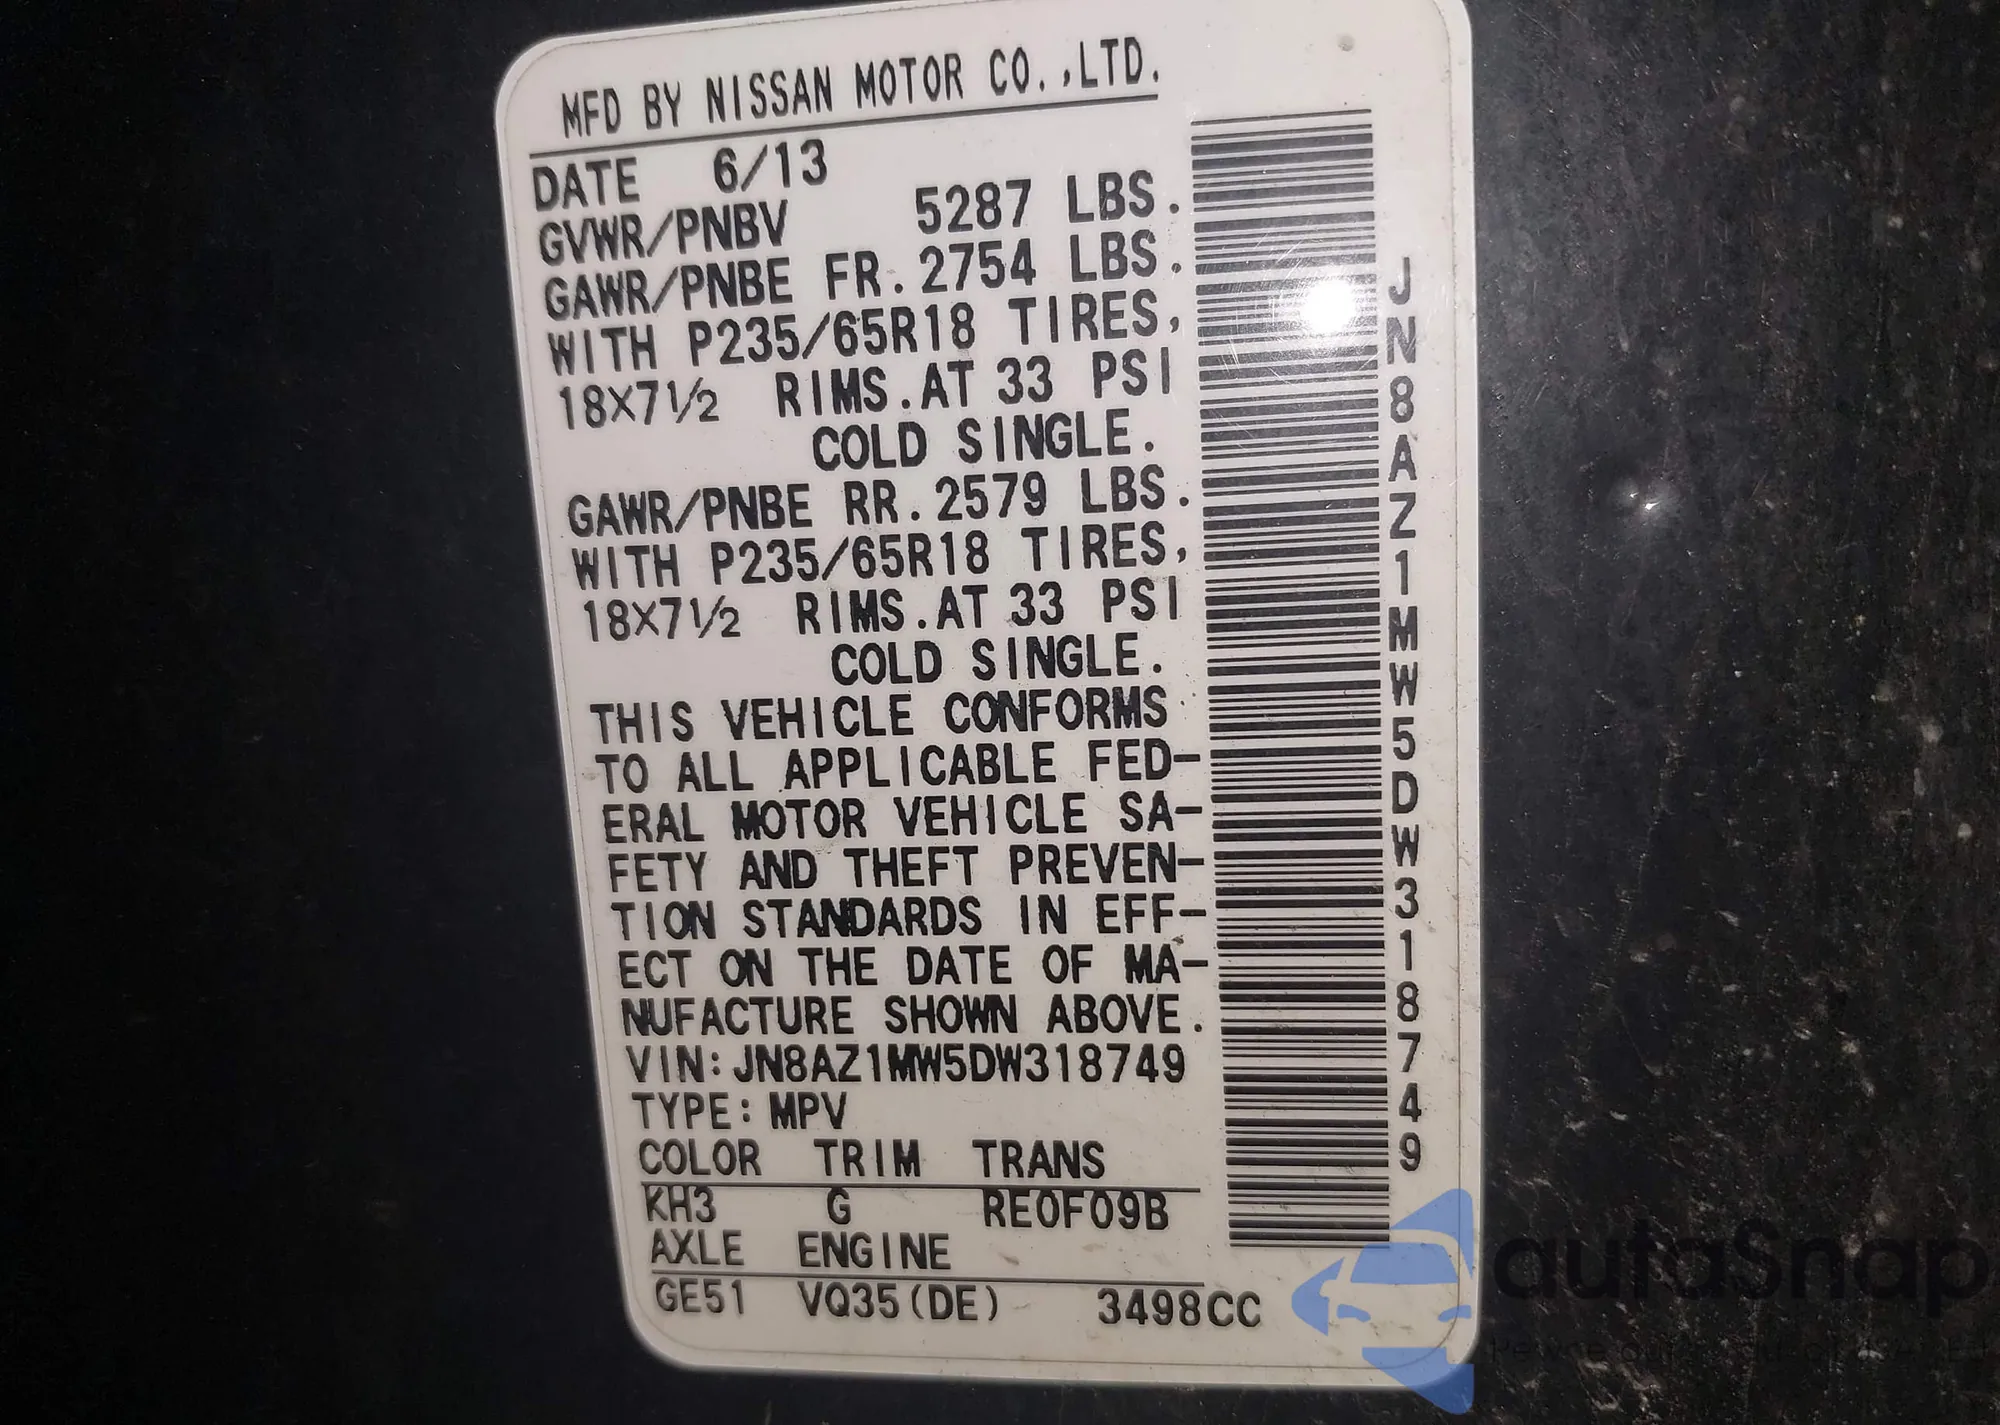 MFD BY NISSAN MOTOR CO.,LTD.
DATE 6/13
GVWR/PNBV 5287 LBS.
GAWR/PNBE FR.2754 LBS.
WITH P235/65R18 TIRES,
18X7½ RIMS.AT 33 PSI
COLD SINGLE.
GAWR/PNBE RR.2579 LBS.
WITH P235/65R18 TIRES,
18X7½ RIMS.AT 33 PSI
COLD SINGLE.
THIS VEHICLE CONFORMS
TO ALL APPLICABLE FED-
ERAL MOTOR VEHICLE SA-
FETY AND THEFT PREVEN-
TION STANDARDS IN EFF-
ECT ON THE DATE OF MA-
NUFACTURE SHOWN ABOVE.
VIN:JN8AZ1MW5DW318749
TYPE:MPV
COLOR TRIM TRANS
KH3 G RE0F09B
AXLE ENGINE
GE51 VQ35(DE) 3498CC
JN8AZ1MW5DW318749
autoSnap